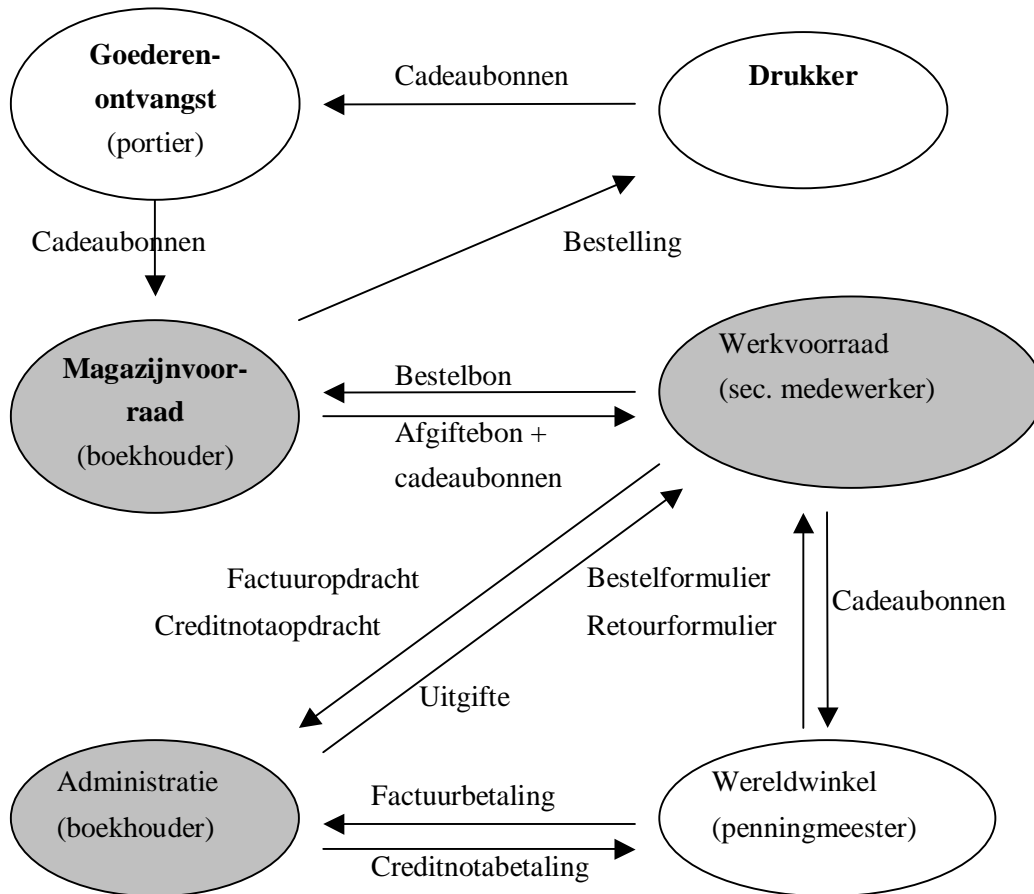 Goederen-
ontvangst
(portier)
Cadeaubonnen
Drukker
Cadeaubonnen
Bestelling
Magazijnvoor-
raad
(boekhouder)
Bestelbon
Afgiftebon +
cadeaubonnen
Werkvoorraad
(sec. medewerker)
Factuuropdracht
Creditnotaopdracht
Bestelformulier
Retourformulier
Cadeaubonnen
Uitgifte
Administratie
(boekhouder)
Factuurbetaling
Creditnotabetaling
Wereldwinkel
(penningmeester)